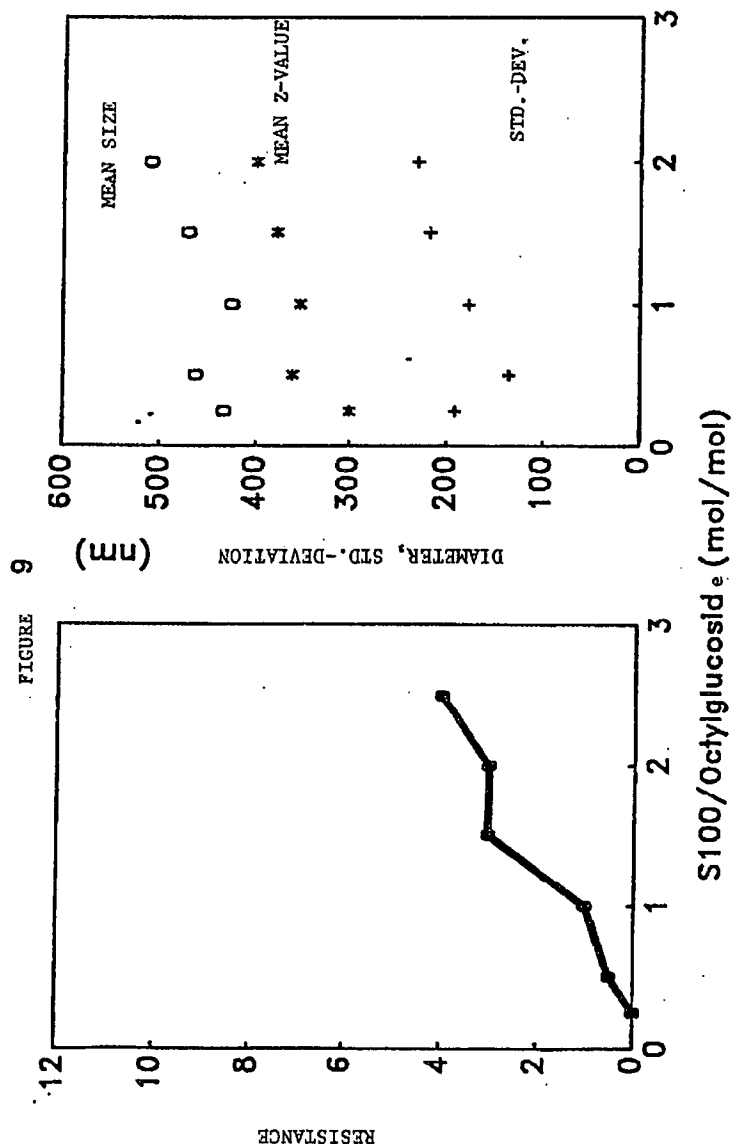 FIGURE 9
RESISTANCE
12
10
8
6
4
2
0
0 1 2 3
(nm)
DIAMETER, STD.-DEVIATION
600
500
400
300
200
100
0
MEAN SIZE
MEAN Z-VALUE
STD.-DEV.
0 1 2 3
S100/Octylglucoside (mol/mol)